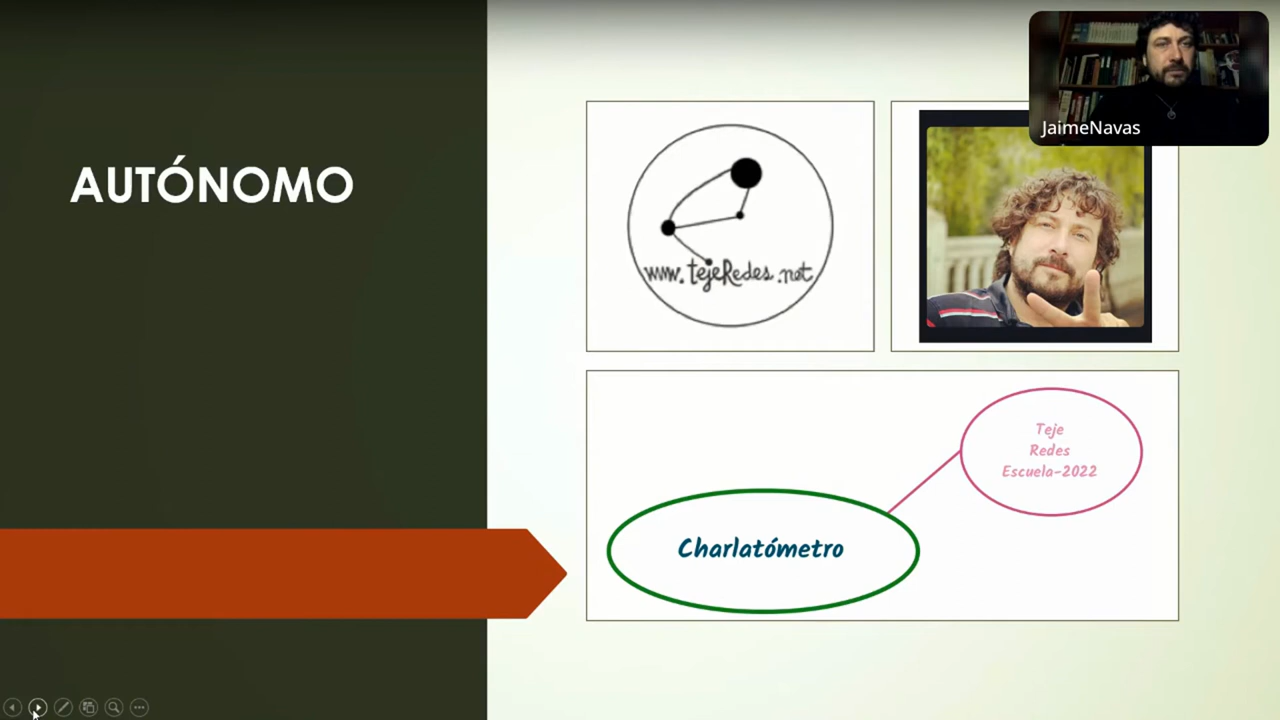 AUTÓNOMO
www.tejeRedes.net
JaimeNavas
Teje
Redes
Escuela-2022
Charlatómetro